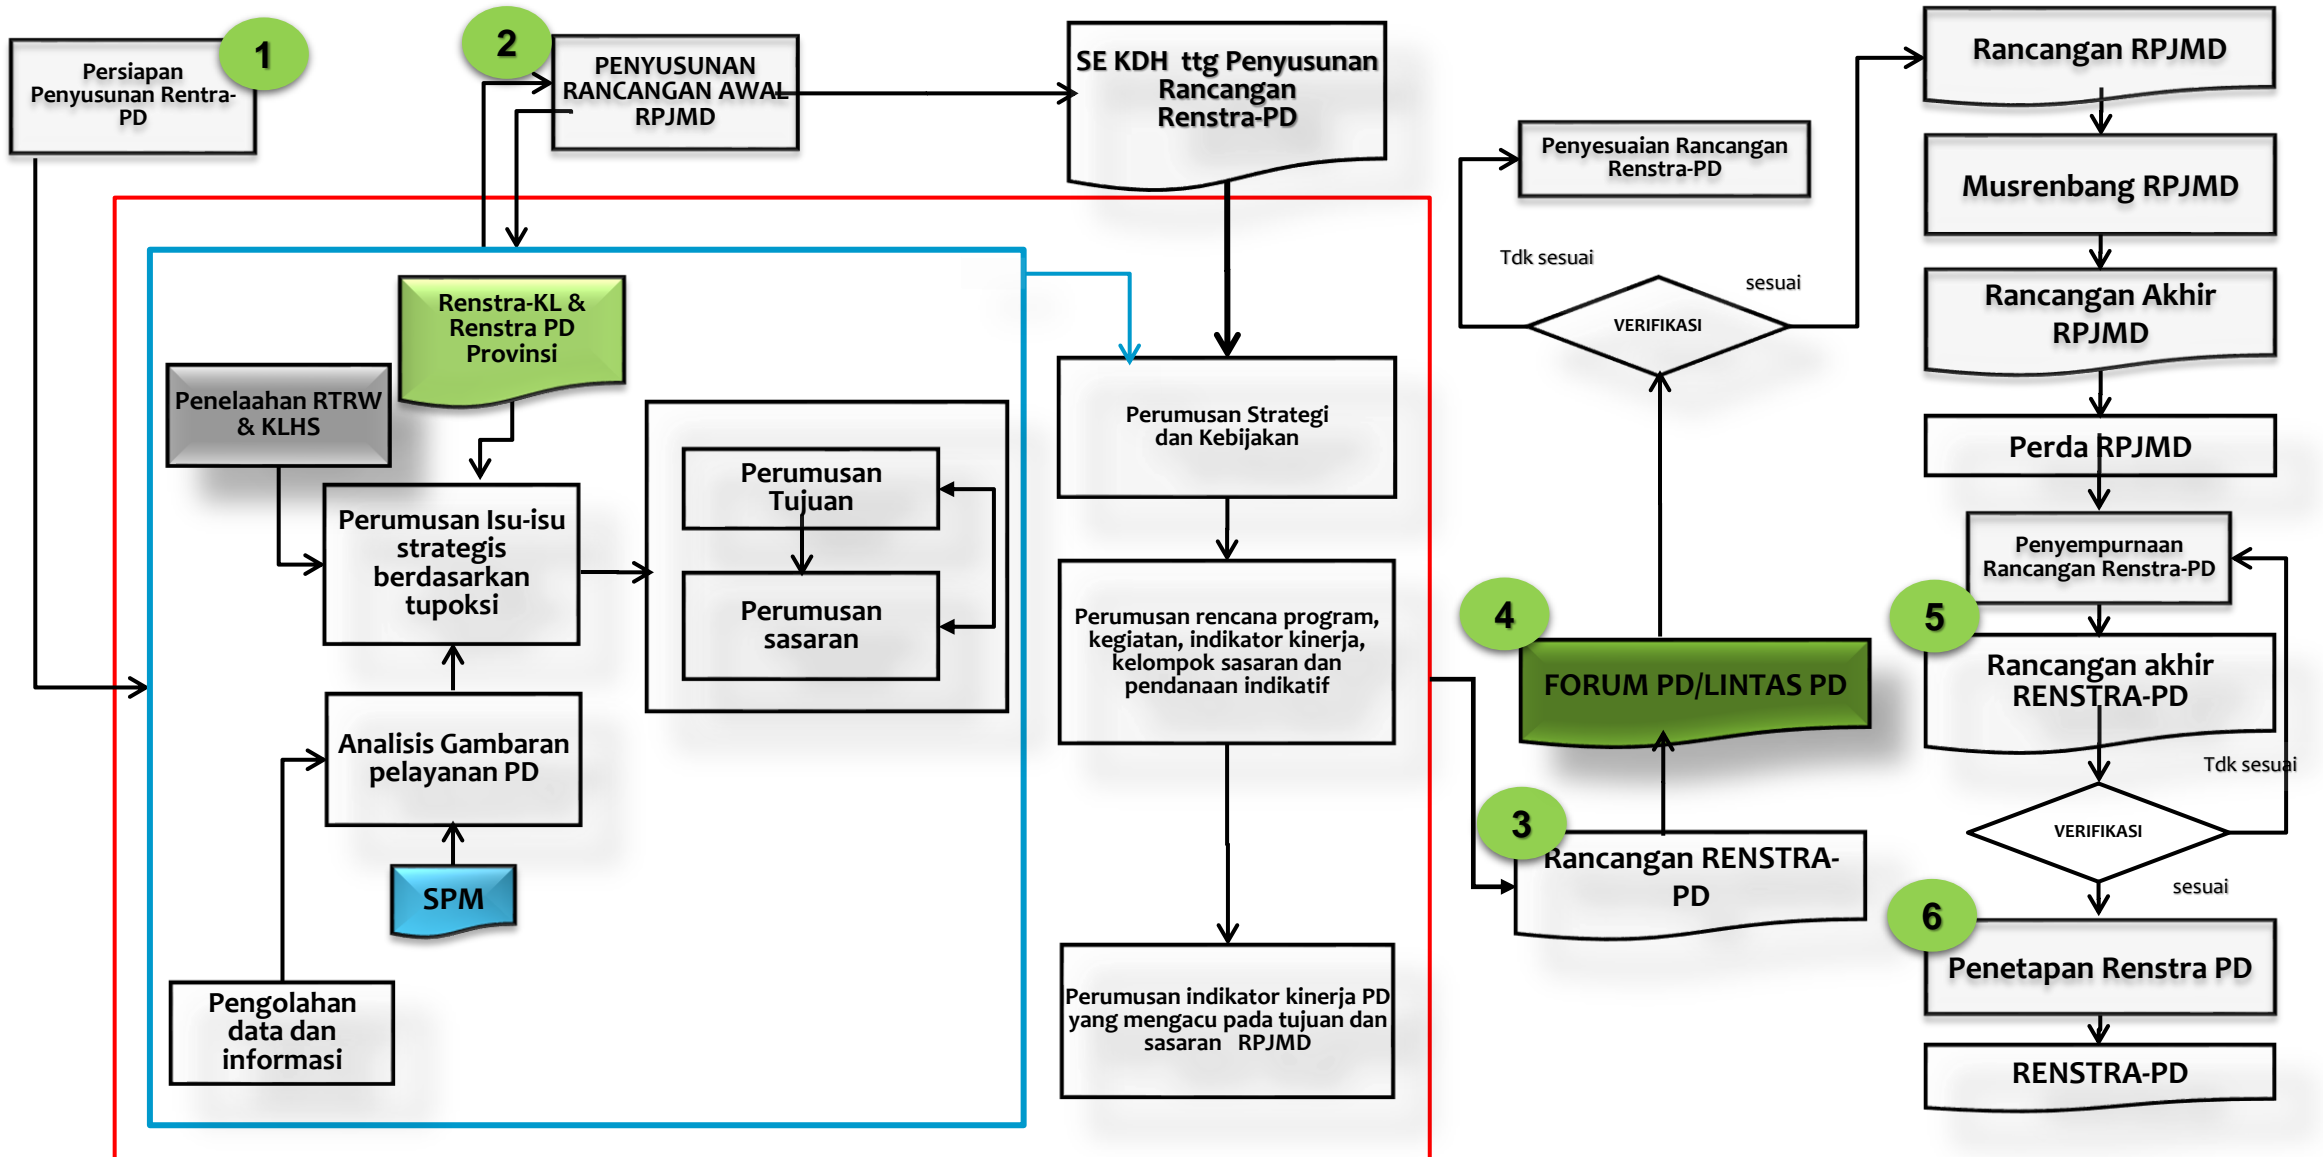 1
Persiapan
Penyusunan Rentra-
PD
2
PENYUSUNAN
RANCANGAN AWAL
RPJMD
SE KDH ttg Penyusunan
Rancangan
Renstra-PD
Renstra-KL &
Renstra PD
Provinsi
Penelaahan RTRW
& KLHS
Perumusan Isu-isu
strategis
berdasarkan
tupoksi
Perumusan
Tujuan
Perumusan
sasaran
Analisis Gambaran
pelayanan PD
SPM
Pengolahan
data dan
informasi
Perumusan Strategi
dan Kebijakan
Perumusan rencana program,
kegiatan, indikator kinerja,
kelompok sasaran dan
pendanaan indikatif
Perumusan indikator kinerja PD
yang mengacu pada tujuan dan
sasaran RPJMD
3
Rancangan RENSTRA-
PD
4
FORUM PD/LINTAS PD
VERIFIKASI
Tdk sesuai
sesuai
Penyesuaian Rancangan
Renstra-PD
Rancangan RPJMD
Musrenbang RPJMD
Rancangan Akhir
RPJMD
Perda RPJMD
Penyempurnaan
Rancangan Renstra-PD
5
Rancangan akhir
RENSTRA-PD
Tdk sesuai
VERIFIKASI
sesuai
6
Penetapan Renstra PD
RENSTRA-PD